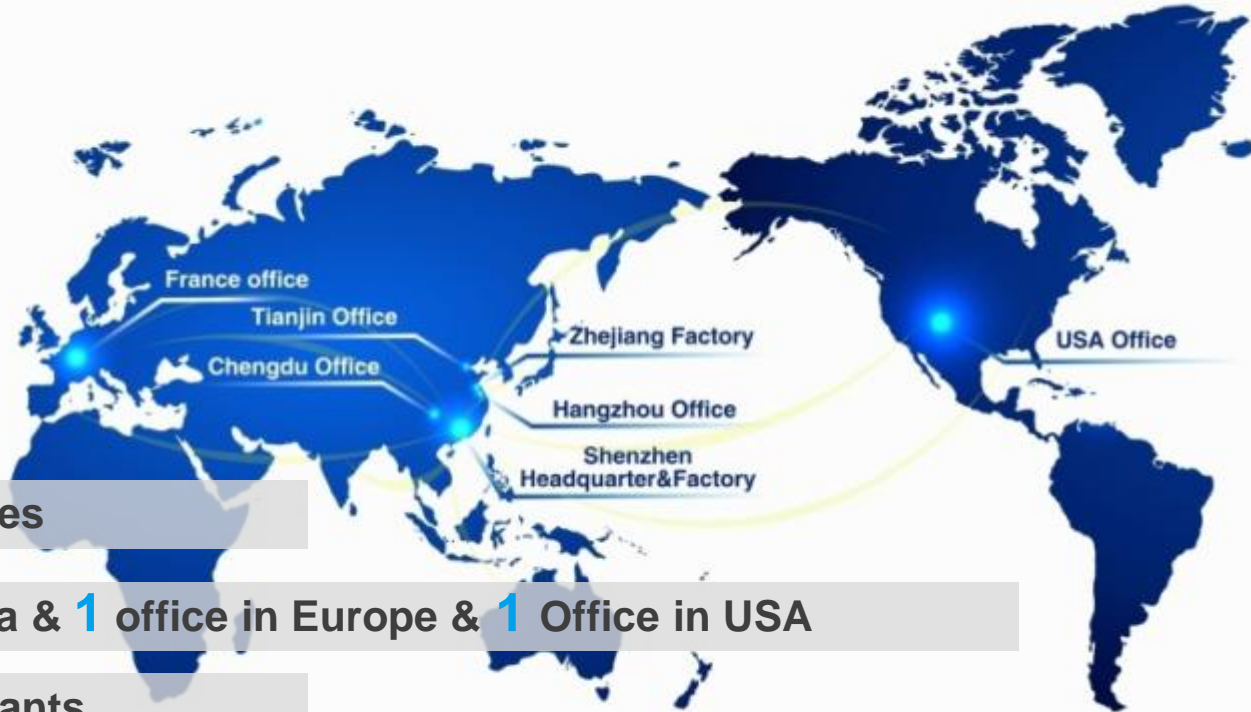 France office
Tianjin Office
Zhejiang Factory
USA Office
Chengdu Office
Hangzhou Office
Shenzhen
Headquarter&Factory
es
a & 1 office in Europe & 1 Office in USA
ants